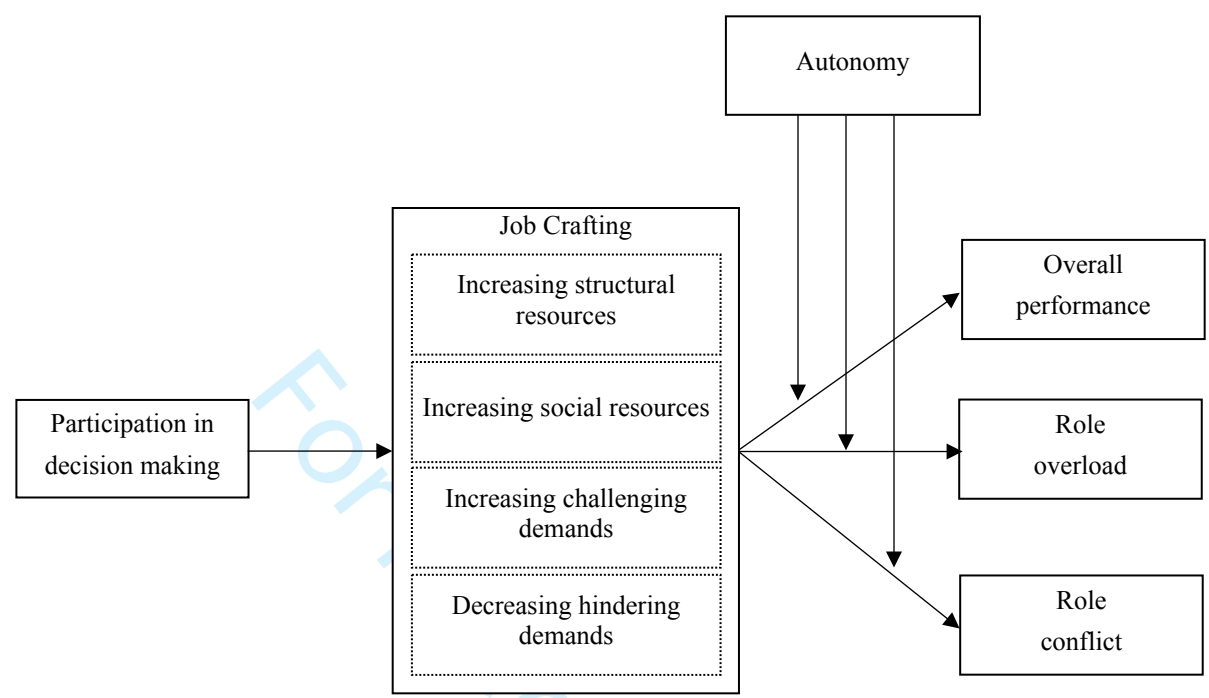 Autonomy
Job Crafting
Increasing structural
resources
Increasing social resources
Increasing challenging
demands
Decreasing hindering
demands
Participation in
decision making
Overall
performance
Role
overload
Role
conflict
For